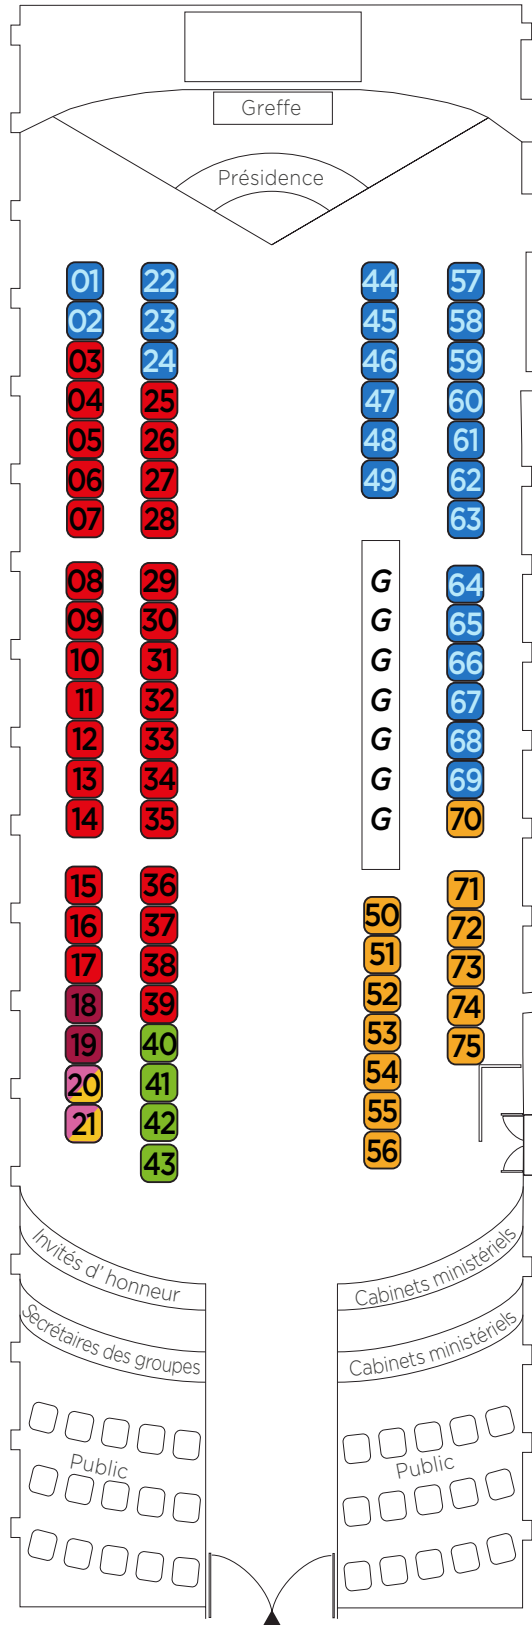 Greffe
Présidence
01 22 44 57
02 23 45 58
03 24 46 59
04 25 47 60
05 26 48 61
06 27 49 62
07 28 63
08 29 G 64
09 30 G 65
10 31 G 66
11 32 G 67
12 33 G 68
13 34 G 69
14 35 G 70
15 36 71
16 37 50 72
17 38 51 73
18 39 52 74
19 40 53 75
20 41 54
21 42 55
43 56
Invités d' honneur
Cabinets ministériels
Secrétaires des groupes
Cabinets ministériels
Public
Public